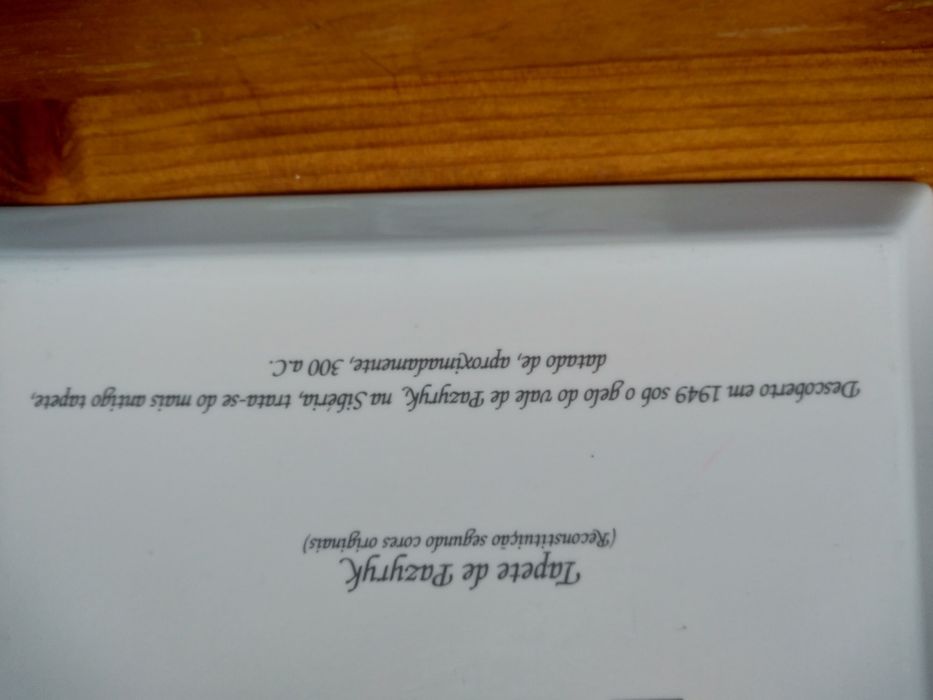 Tapete de Pazyryk
(Reconstituição segundo cores originais)
Descoberto em 1949 sob o gelo do vale de Pazyryk, na Sibéria, trata-se do mais antigo tapete,
datado de, aproximadamente, 300 a.C.